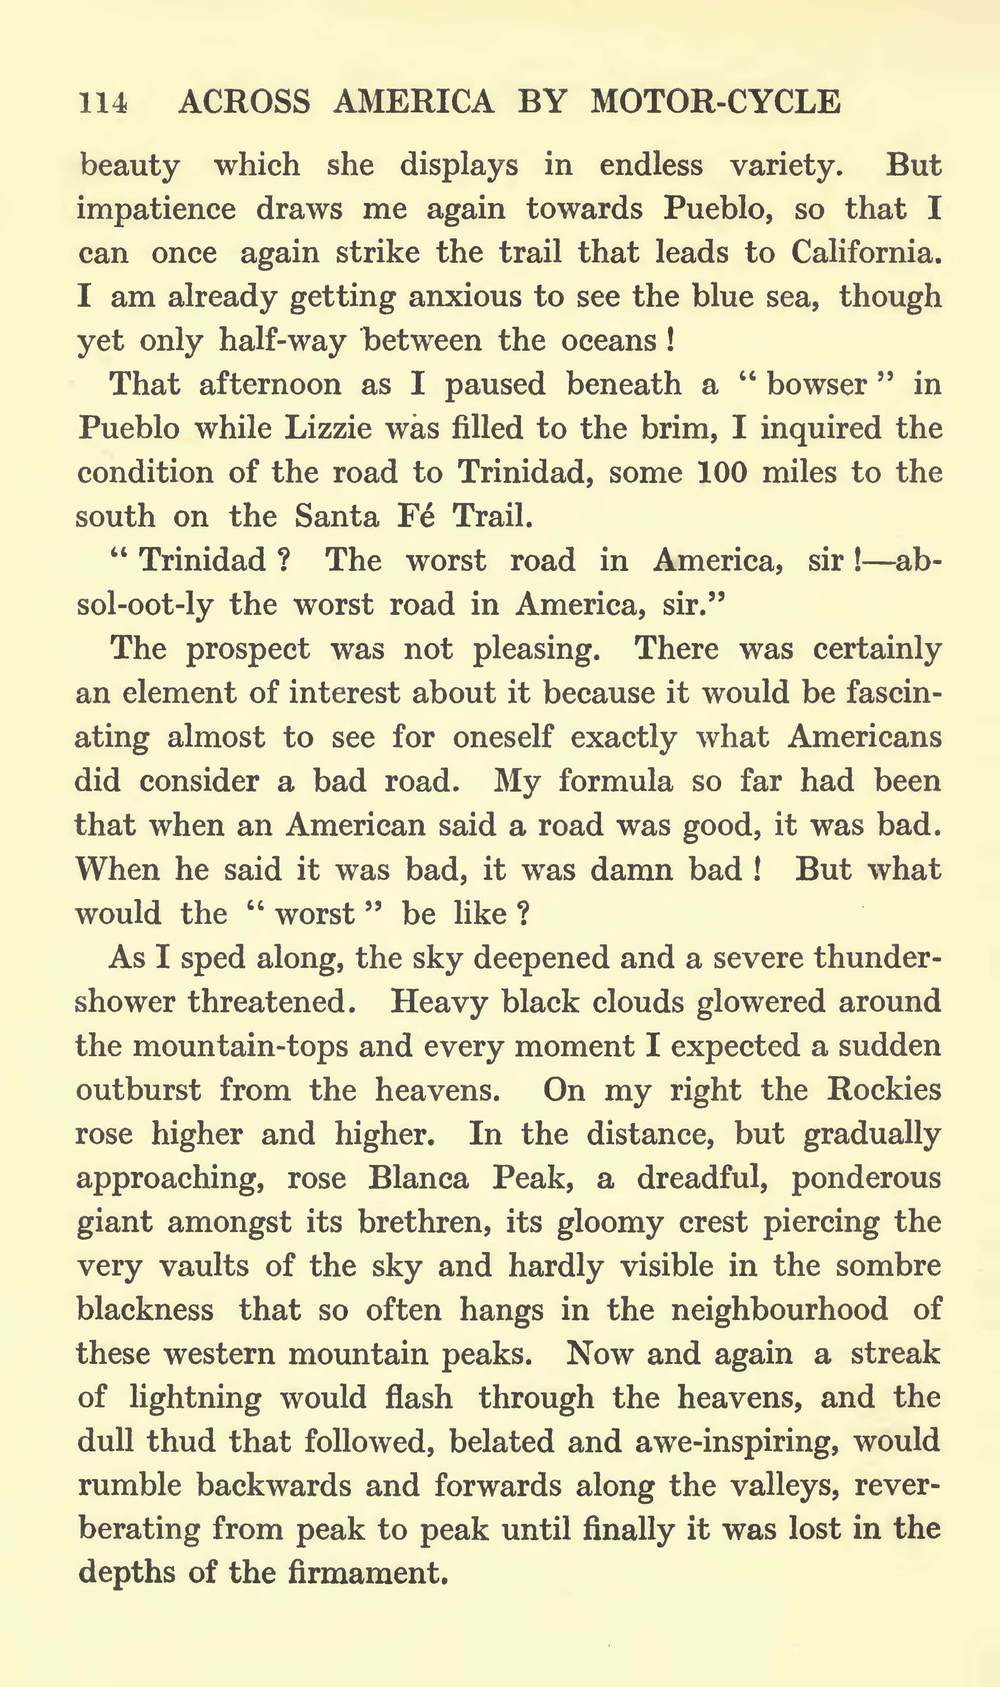 114 ACROSS AMERICA BY MOTOR-CYCLE
beauty which she displays in endless variety. But
impatience draws me again towards Pueblo, so that I
can once again strike the trail that leads to California.
I am already getting anxious to see the blue sea, though
yet only half-way between the oceans !
That afternoon as I paused beneath a “ bowser ” in
Pueblo while Lizzie was filled to the brim, I inquired the
condition of the road to Trinidad, some 100 miles to the
south on the Santa Fé Trail.
“ Trinidad ? The worst road in America, sir !—ab-
sol-oot-ly the worst road in America, sir.”
The prospect was not pleasing. There was certainly
an element of interest about it because it would be fascin-
ating almost to see for oneself exactly what Americans
did consider a bad road. My formula so far had been
that when an American said a road was good, it was bad.
When he said it was bad, it was damn bad ! But what
would the “ worst ” be like ?
As I sped along, the sky deepened and a severe thunder-
shower threatened. Heavy black clouds glowered around
the mountain-tops and every moment I expected a sudden
outburst from the heavens. On my right the Rockies
rose higher and higher. In the distance, but gradually
approaching, rose Blanca Peak, a dreadful, ponderous
giant amongst its brethren, its gloomy crest piercing the
very vaults of the sky and hardly visible in the sombre
blackness that so often hangs in the neighbourhood of
these western mountain peaks. Now and again a streak
of lightning would flash through the heavens, and the
dull thud that followed, belated and awe-inspiring, would
rumble backwards and forwards along the valleys, rever-
berating from peak to peak until finally it was lost in the
depths of the firmament.